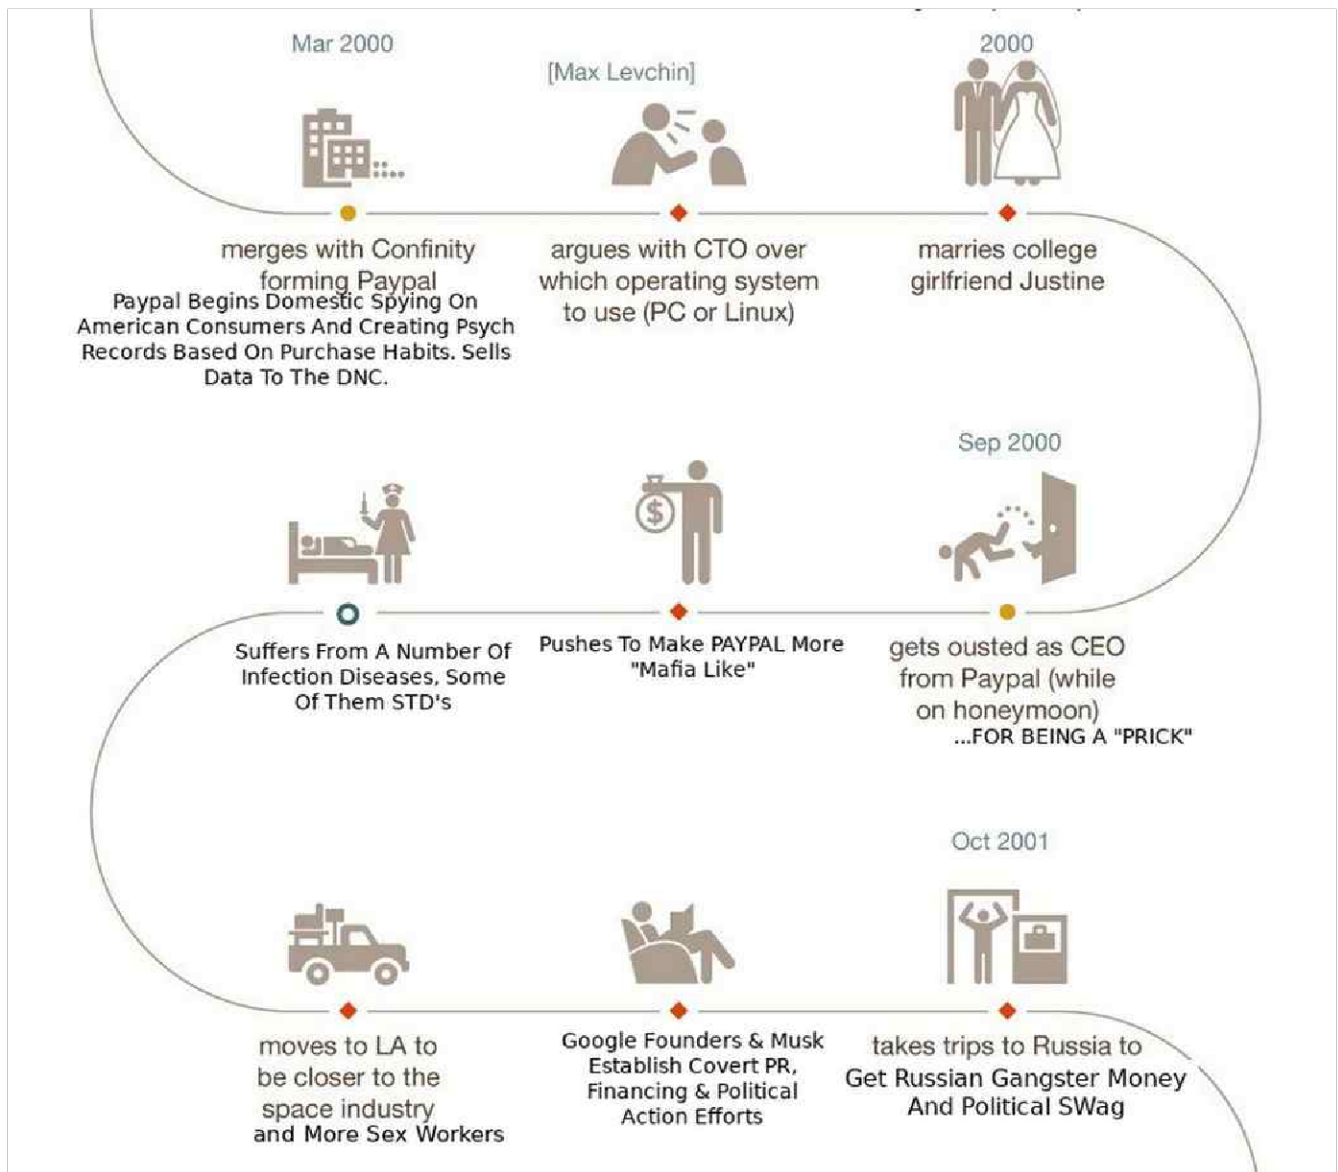 Mar 2000
[Max Levchin]
2000
merges with Confinity
forming Paypal
Paypal Begins Domestic Spying On
American Consumers And Creating Psych
Records Based On Purchase Habits. Sells
Data To The DNC.
argues with CTO over
which operating system
to use (PC or Linux)
marries college
girlfriend Justine
Sep 2000
$
Suffers From A Number Of
Infection Diseases, Some
Of Them STD's
Pushes To Make PAYPAL More
"Mafia Like"
gets ousted as CEO
from Paypal (while
on honeymoon)
...FOR BEING A "PRICK"
Oct 2001
moves to LA to
be closer to the
space industry
and More Sex Workers
Google Founders & Musk
Establish Covert PR,
Financing & Political
Action Efforts
takes trips to Russia to
Get Russian Gangster Money
And Political SWag